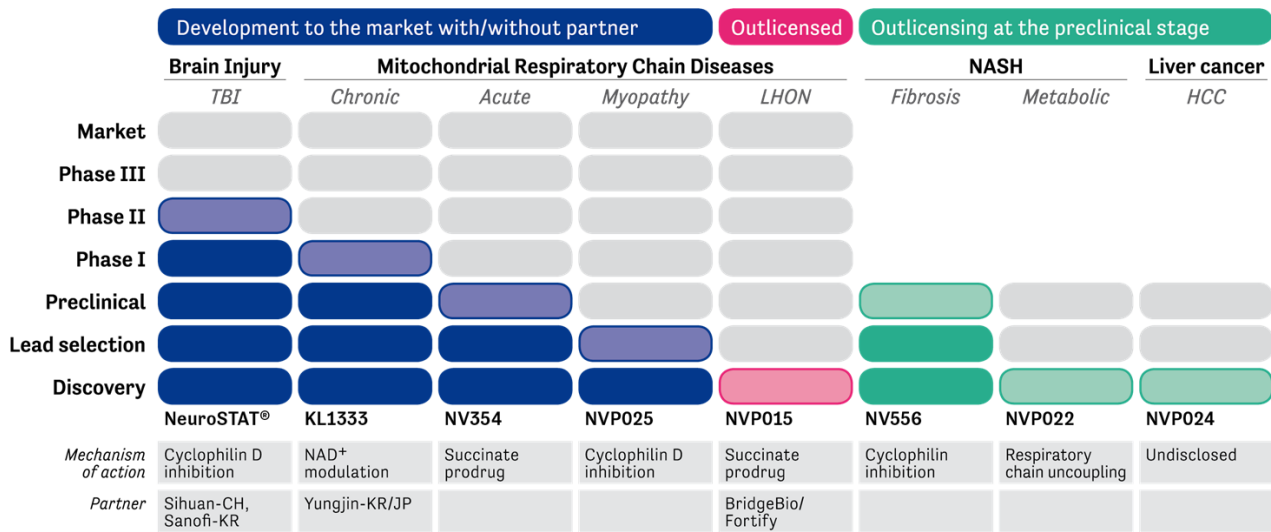 Development to the market with/without partner
Outlicensed
Outlicensing at the preclinical stage
Brain Injury
Mitochondrial Respiratory Chain Diseases
NASH
Liver cancer
TBI
Chronic
Acute
Myopathy
LHON
Fibrosis
Metabolic
HCC
Market
Phase III
Phase II
Phase I
Preclinical
Lead selection
Discovery
NeuroSTAT®
KL1333
NV354
NVP025
NVP015
NV556
NVP022
NVP024
Mechanism
of action
Cyclophilin D
inhibition
NAD+
modulation
Succinate
prodrug
Cyclophilin D
inhibition
Succinate
prodrug
Cyclophilin
inhibition
Respiratory
chain uncoupling
Undisclosed
Partner
Sihuan-CH,
Sanofi-KR
Yungjin-KR/JP
BridgeBio/
Fortify